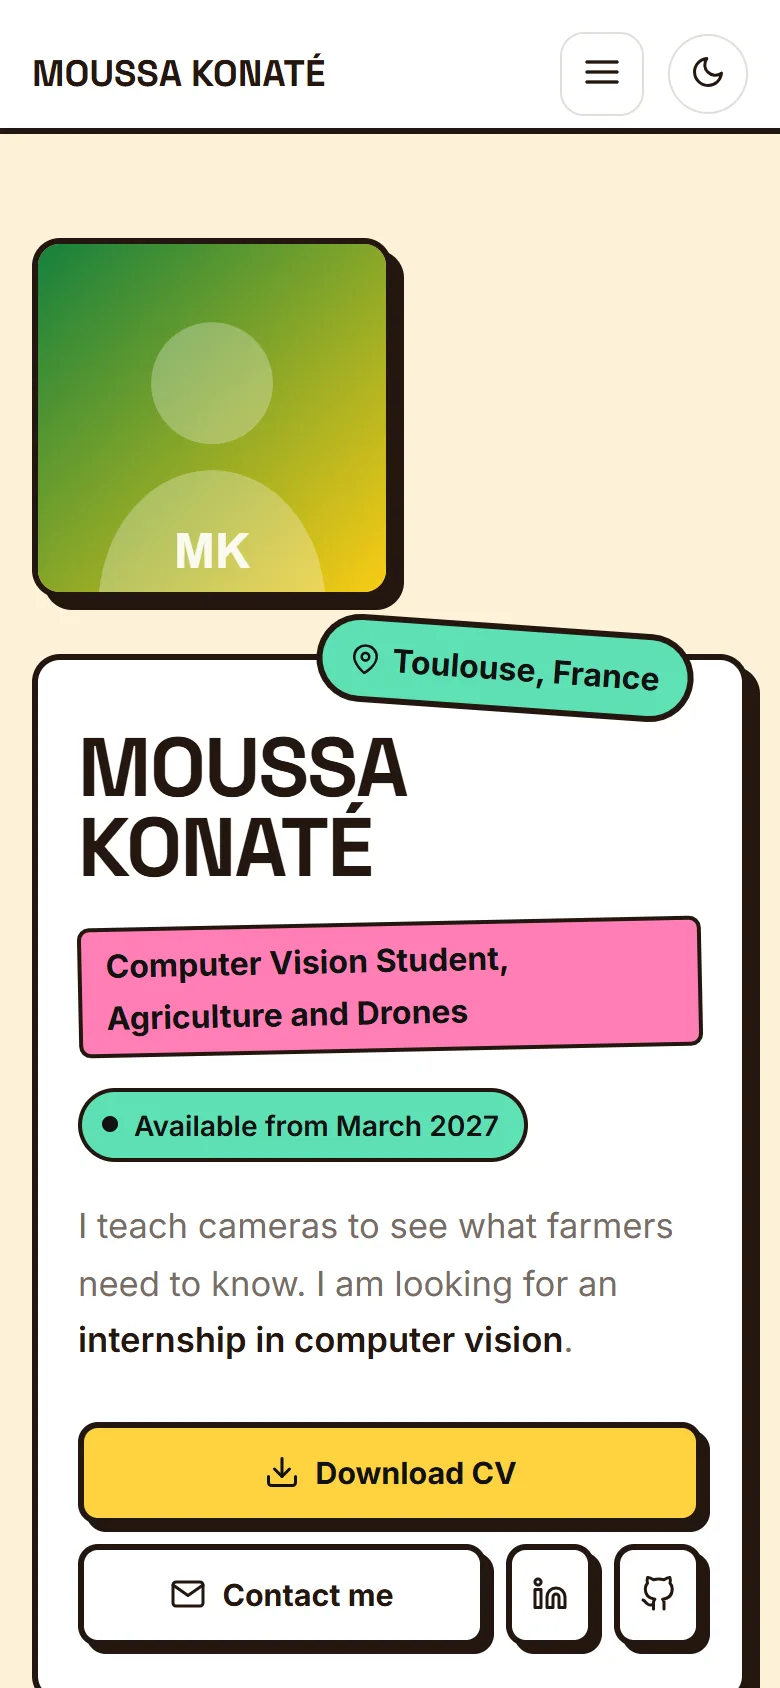 MOUSSA KONATÉ
MK
Toulouse, France
MOUSSA
KONATÉ
Computer Vision Student,
Agriculture and Drones
Available from March 2027
I teach cameras to see what farmers
need to know. I am looking for an
internship in computer vision.
Download CV
Contact me